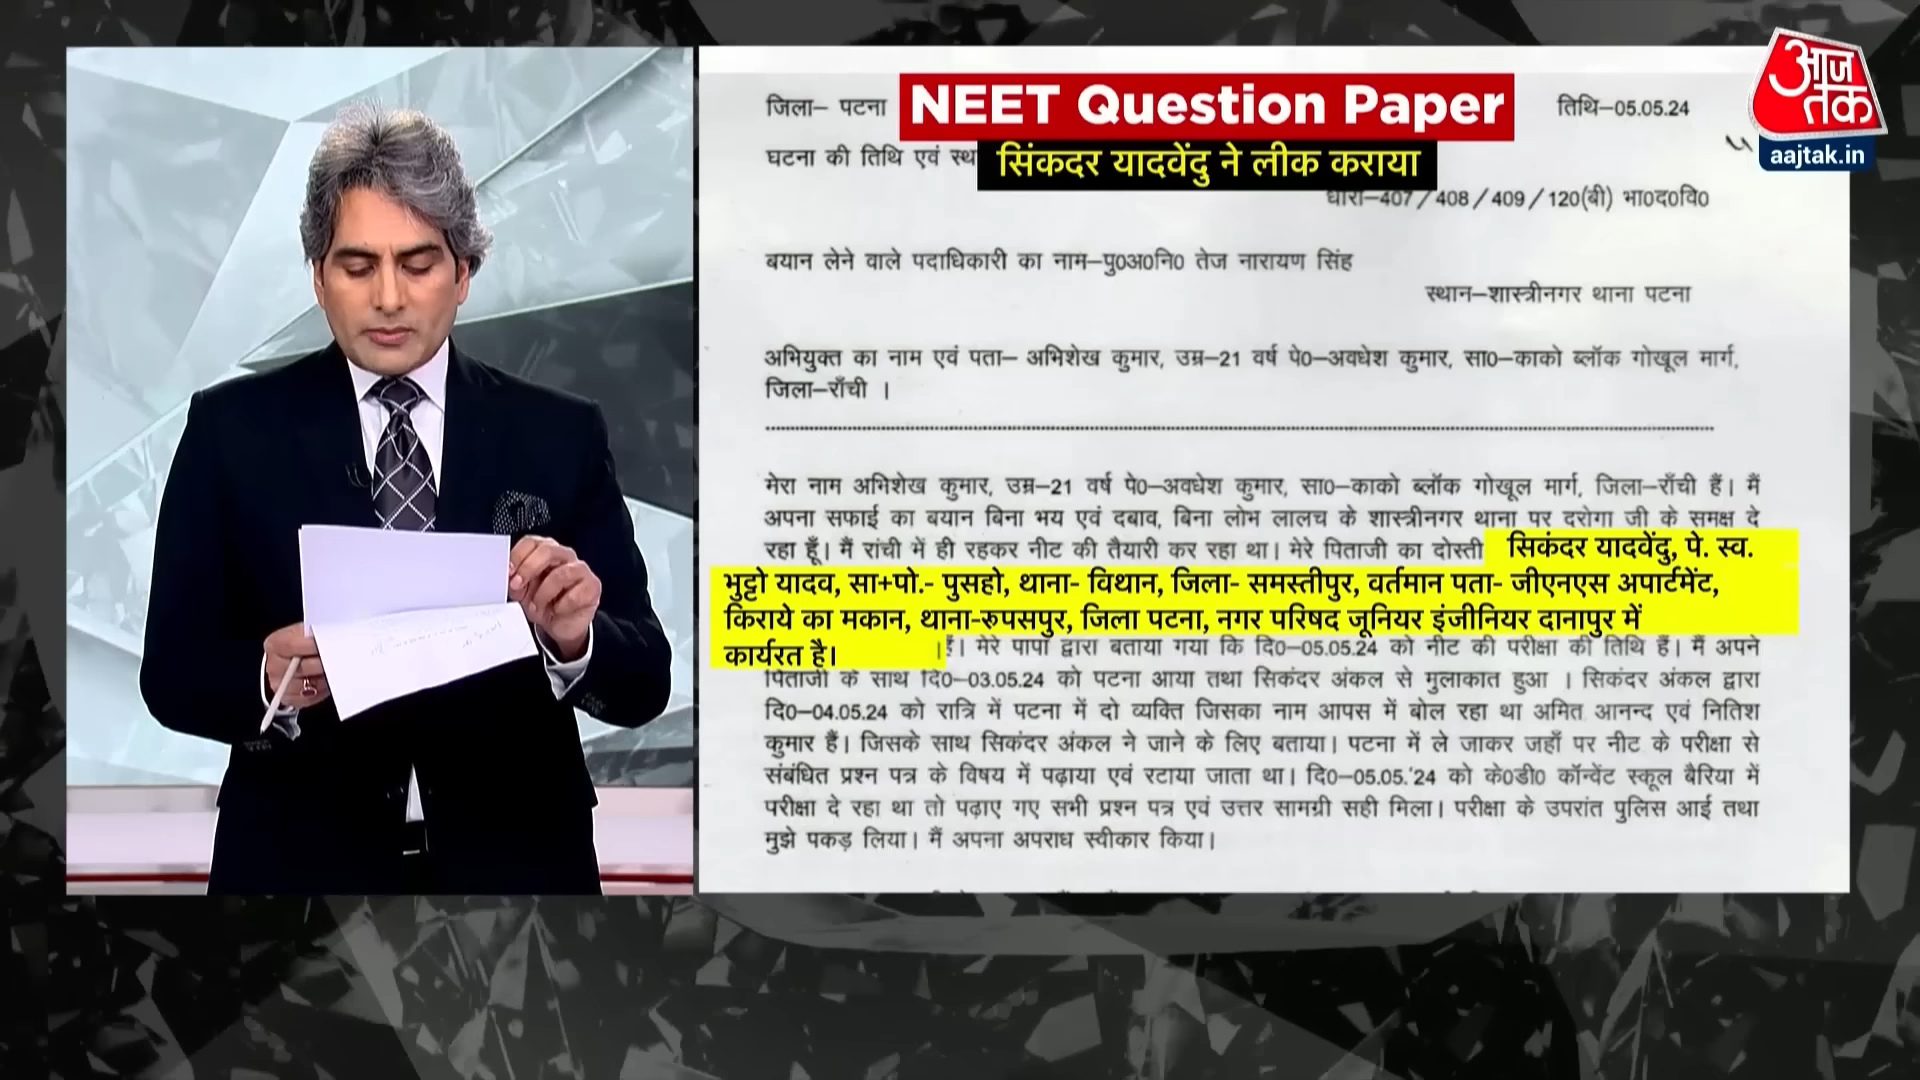 आज
तक
aajtak.in
NEET Question Paper
सिंकदर यादवेंदु ने लीक कराया
जिला– पटना
तिथि–05.05.24
घटना की तिथि एवं
धारा–407/408/409/120(बी) भा0द0वि0
बयान लेने वाले पदाधिकारी का नाम–पु0अ0नि0 तेज नारायण सिंह
स्थान–शास्त्रीनगर थाना पटना
अभियुक्त का नाम एवं पता– अभिशेख कुमार, उम्र–21 वर्ष पे0–अवधेश कुमार, सा0–काको ब्लॉक गोखूल मार्ग,
जिला–राँची ।
मेरा नाम अभिशेख कुमार, उम्र–21 वर्ष पे0–अवधेश कुमार, सा0–काको ब्लॉक गोखूल मार्ग, जिला–राँची हैं। मैं
अपना सफाई का बयान बिना भय एवं दबाव, बिना लोभ लालच के शास्त्रीनगर थाना पर दरोगा जी के समक्ष दे
रहा हूँ। मैं रांची में ही रहकर नीट की तैयारी कर रहा था। मेरे पिताजी का दोस्ती सिकंदर यादवेंदु, पे. स्व.
भुट्टो यादव, सा+पो.- पुसहो, थाना- विथान, जिला- समस्तीपुर, वर्तमान पता- जीएनएस अपार्टमेंट,
किराये का मकान, थाना-रूपसपुर, जिला पटना, नगर परिषद जूनियर इंजीनियर दानापुर में
कार्यरत है।
। मेरे पापा द्वारा बताया गया कि दि0–05.05.24 को नीट की परीक्षा की तिथि हैं। मैं अपने
पिताजी के साथ दि0–03.05.24 को पटना आया तथा सिकंदर अंकल से मुलाकात हुआ । सिकंदर अंकल द्वारा
दि0–04.05.24 को रात्रि में पटना में दो व्यक्ति जिसका नाम आपस में बोल रहा था अमित आनन्द एवं नितिश
कुमार हैं। जिसके साथ सिकंदर अंकल ने जाने के लिए बताया। पटना में ले जाकर जहाँ पर नीट के परीक्षा से
संबंधित प्रश्न पत्र के विषय में पढ़ाया एवं रटाया जाता था। दि0–05.05.'24 को के0डी0 कॉन्वेंट स्कूल बैरिया में
परीक्षा दे रहा था तो पढ़ाए गए सभी प्रश्न पत्र एवं उत्तर सामग्री सही मिला। परीक्षा के उपरांत पुलिस आई तथा
मुझे पकड़ लिया। मैं अपना अपराध स्वीकार किया।